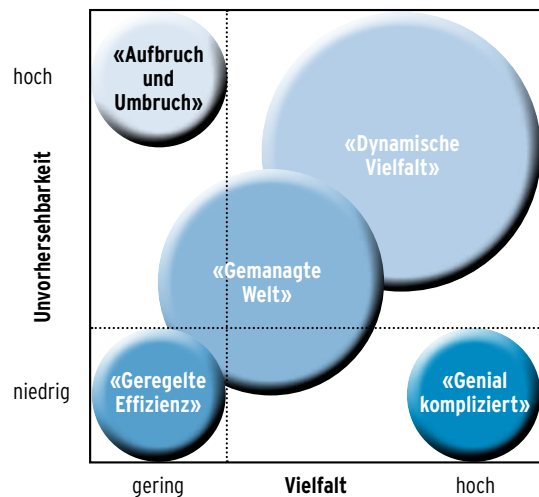 hoch
Unvorhersehbarkeit
niedrig
«Aufbruch
und
Umbruch»
«Dynamische
Vielfalt»
«Gemanagte
Welt»
«Geregelte
Effizienz»
«Genial
kompliziert»
gering
Vielfalt
hoch